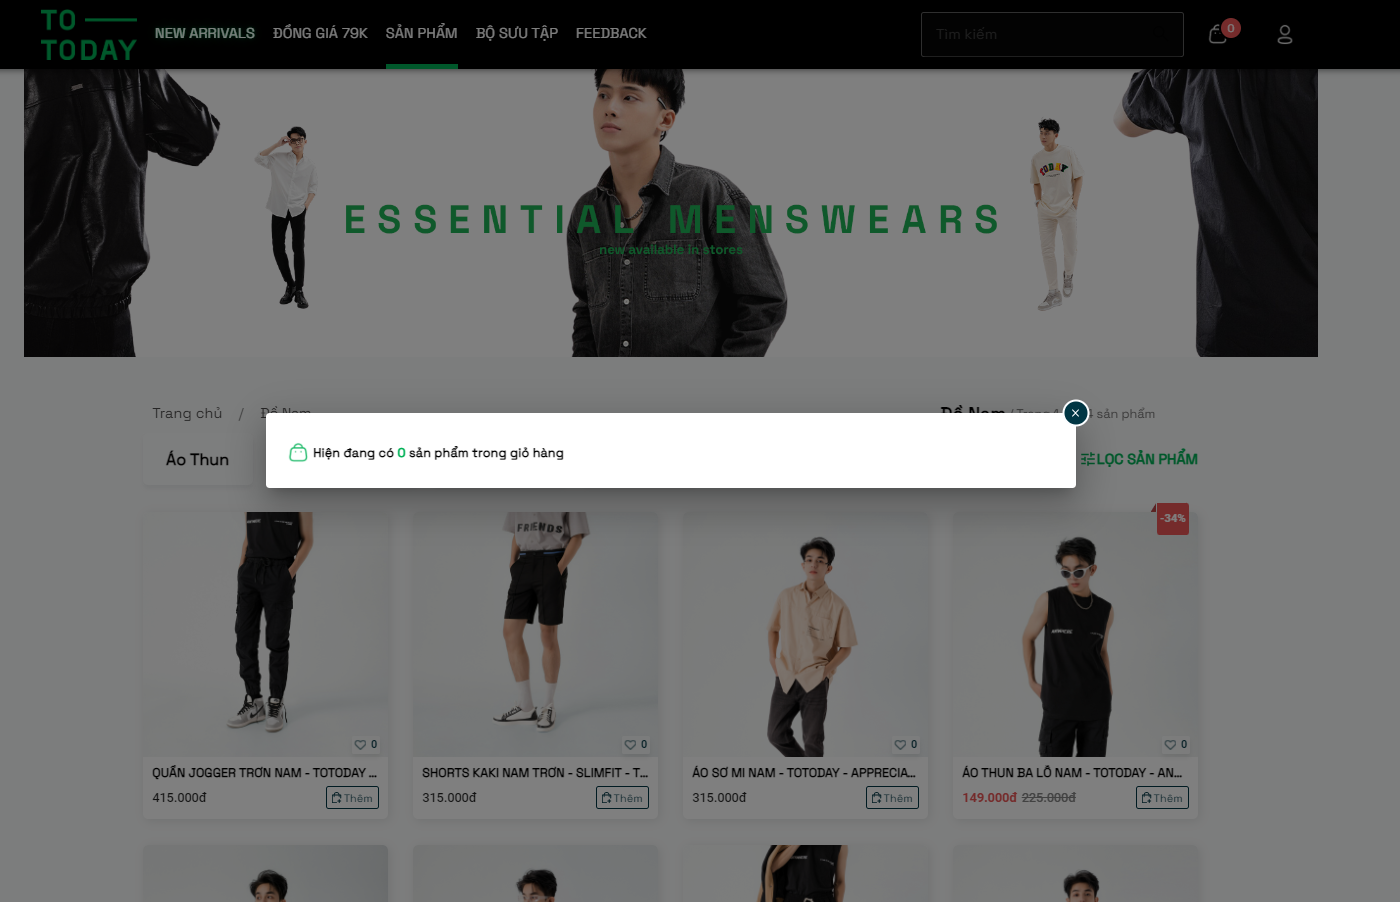 TO
TODAY
NEW ARRIVALS
ĐỒNG GIÁ 79K
SẢN PHẨM
BỘ SƯU TẬP
FEEDBACK
Tìm kiếm
0
TODAY
ESSENTIAL MENSWEARS
new available in stores
Trang chủ / Đồ Nam
Đồ Nam
sản phẩm
Hiện đang có 0 sản phẩm trong giỏ hàng
Áo Thun
LỌC SẢN PHẨM
FRIENDS
-34%
0
0
0
0
QUẦN JOGGER TRƠN NAM - TOTODAY ...
SHORTS KAKI NAM TRƠN - SLIMFIT - T...
ÁO SƠ MI NAM - TOTODAY - APPRECIA...
ÁO THUN BA LỖ NAM - TOTODAY - AN...
415.000đ
Thêm
315.000đ
Thêm
315.000đ
Thêm
149.000đ 225.000đ
Thêm